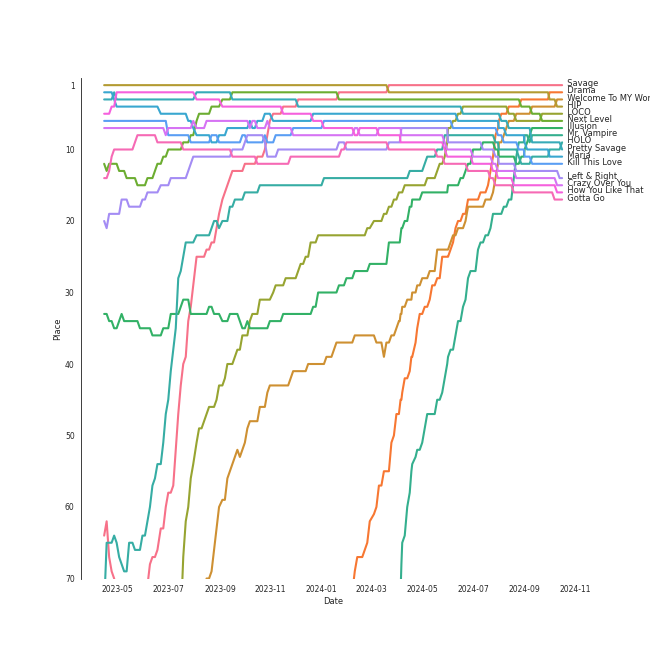 1
10
20
30
40
50
60
70
Place
2023-05
2023-07
2023-09
2023-11
2024-01
2024-03
2024-05
2024-07
2024-09
2024-11
Date
Savage
Drama
Welcome To MY Wor
HIP
LOCO
Next Level
Illusion
Mr. Vampire
HOLO
Pretty Savage
Maria
Kill This Love
Left & Right
Crazy Over You
How You Like That
Gotta Go